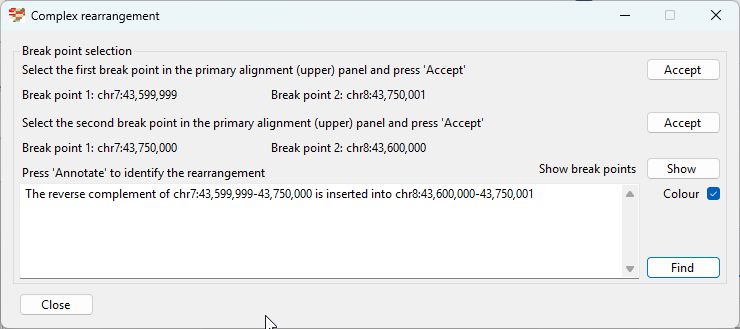 Complex rearrangement
Break point selection
Select the first break point in the primary alignment (upper) panel and press 'Accept'
Accept
Break point 1: chr7:43,599,999 Break point 2: chr8:43,750,001
Select the second break point in the primary alignment (upper) panel and press 'Accept'
Accept
Break point 1: chr7:43,750,000 Break point 2: chr8:43,600,000
Press 'Annotate' to identify the rearrangement
Show break points
Show
The reverse complement of chr7:43,599,999-43,750,000 is inserted into chr8:43,600,000-43,750,001
Colour
Find
Close